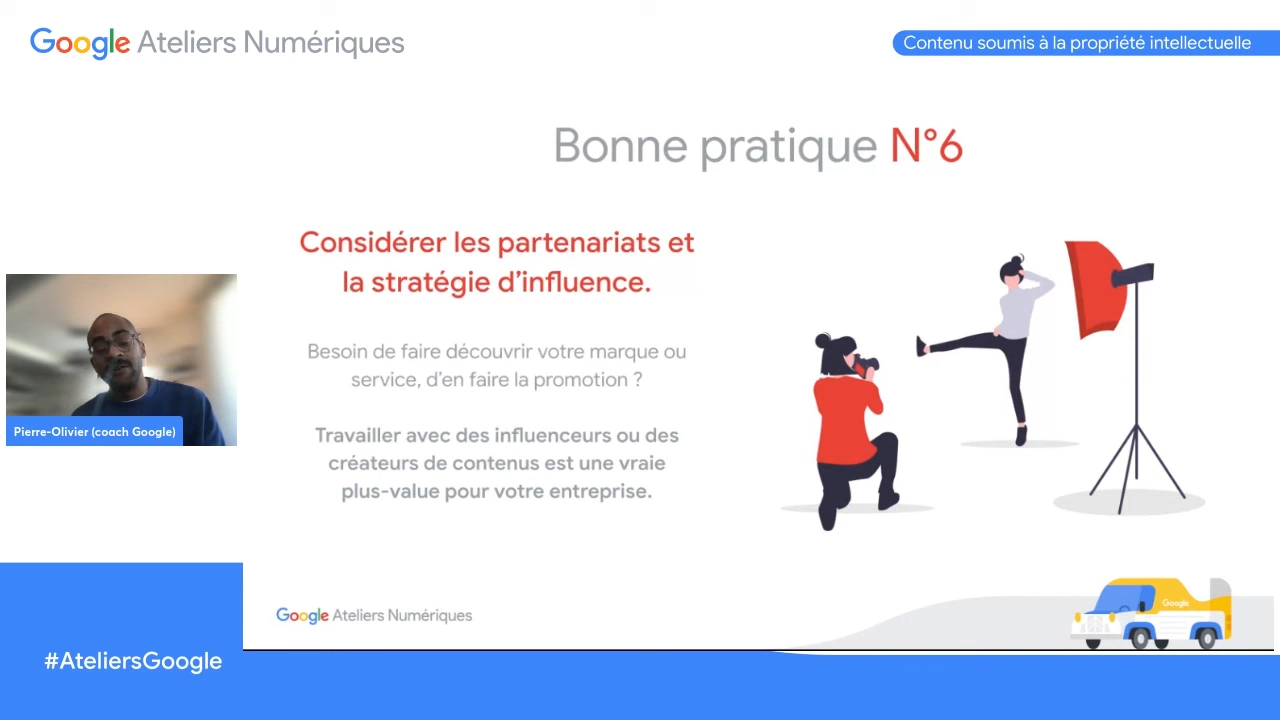 Google Ateliers Numériques
Contenu soumis à la propriété intellectuelle
Bonne pratique N°6
Considérer les partenariats et
la stratégie d’influence.
Besoin de faire découvrir votre marque ou
service, d’en faire la promotion ?
Travailler avec des influenceurs ou des
créateurs de contenus est une vraie
plus-value pour votre entreprise.
Pierre-Olivier (coach Google)
Google Ateliers Numériques
Google
#AteliersGoogle